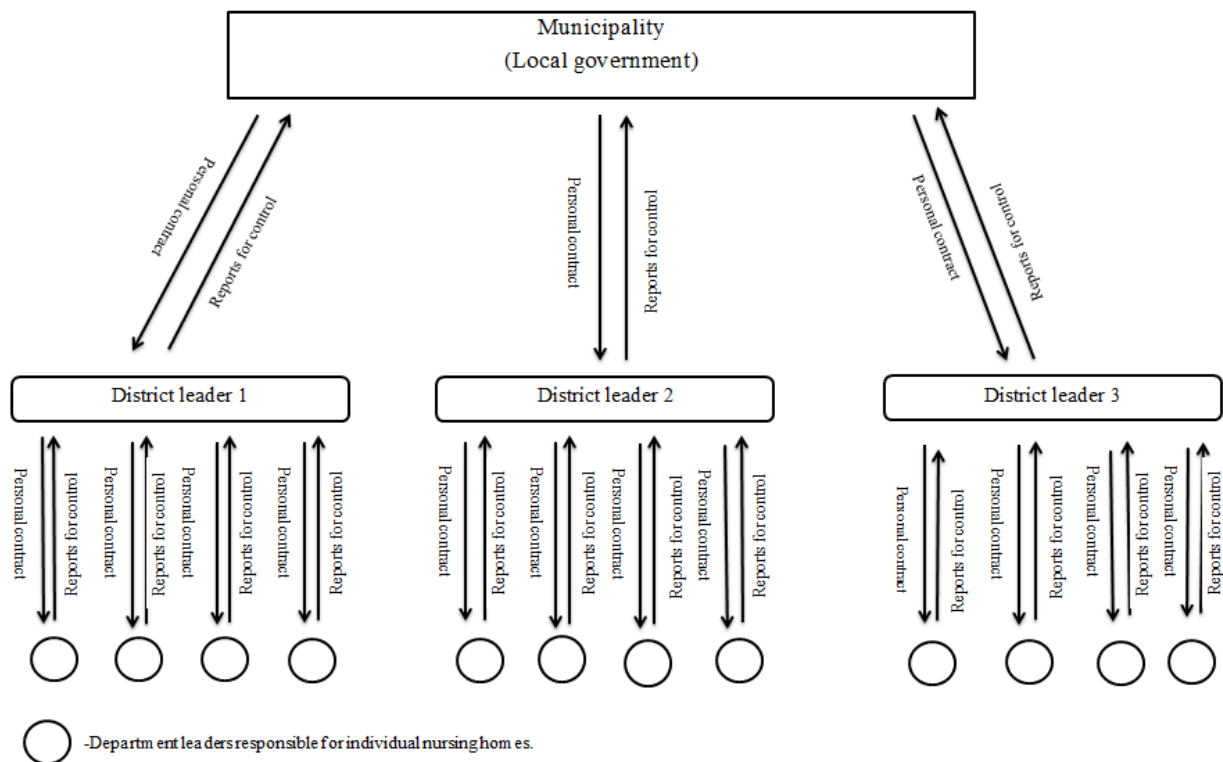 Municipality
(Local government)
Personal contract
Reports for control
Personal contract
Reports for control
Personal contract
Reports for control
District leader 1
District leader 2
District leader 3
Personal contract
Reports for control
Personal contract
Reports for control
Personal contract
Reports for control
Personal contract
Reports for control
Personal contract
Reports for control
Personal contract
Reports for control
Personal contract
Reports for control
Personal contract
Reports for control
Personal contract
Reports for control
Personal contract
Reports for control
Personal contract
Reports for control
Personal contract
Reports for control
-Department leaders responsible for individual nursing homes.